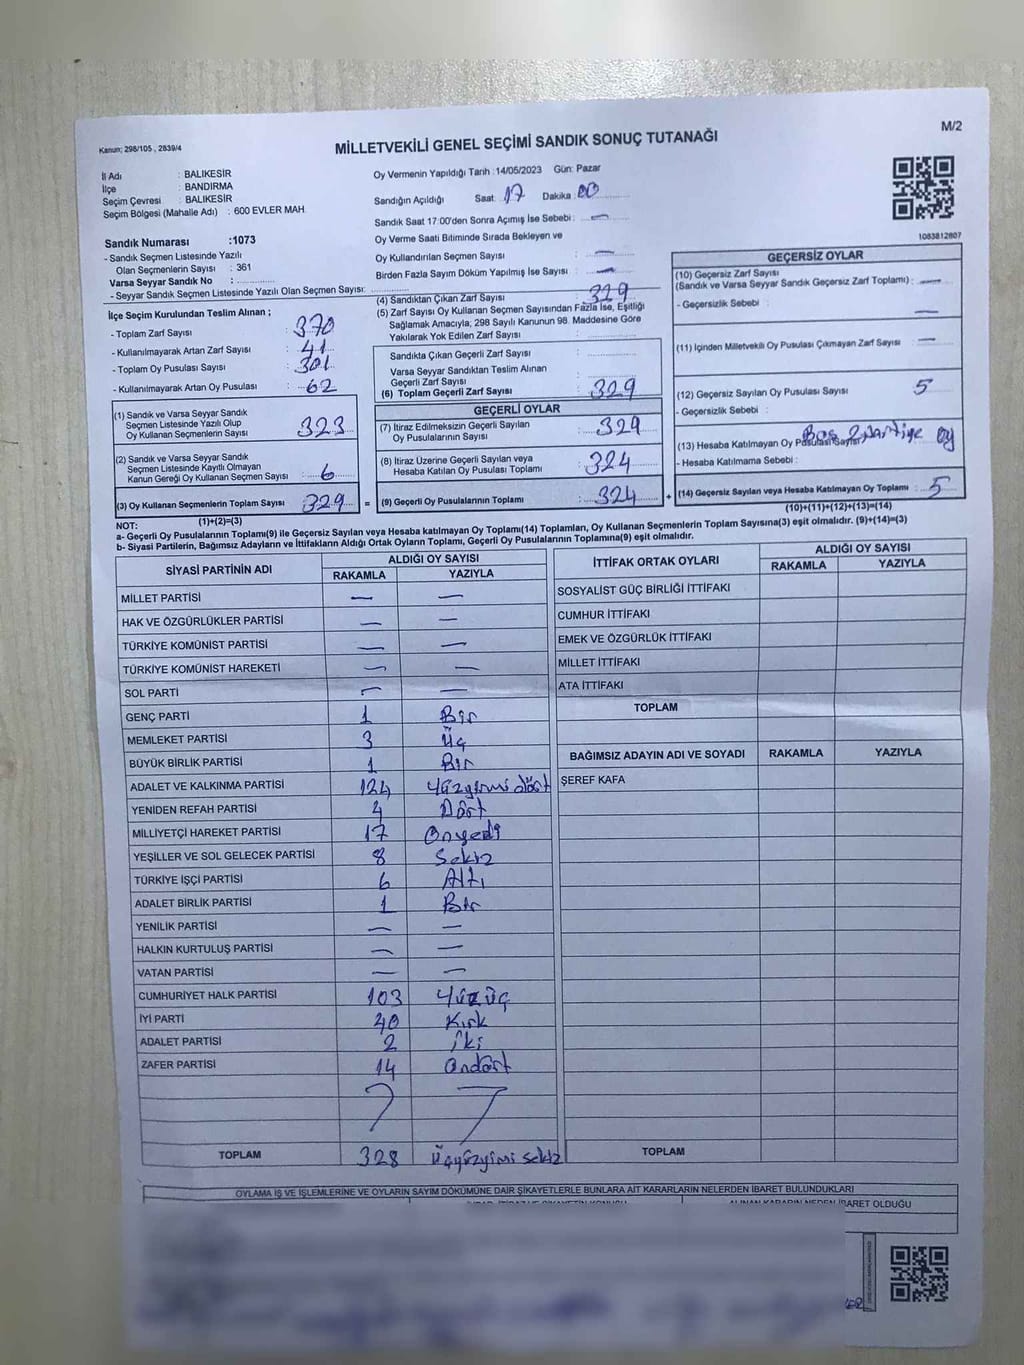 Kanun; 298/105 , 2839/4
MİLLETVEKİLİ GENEL SEÇİMİ SANDIK SONUÇ TUTANAĞI
M/2
İl Adı : BALIKESİR
İlçe : BANDIRMA
Seçim Çevresi : BALIKESİR
Seçim Bölgesi (Mahalle Adı) : 600 EVLER MAH.
Sandık Numarası :1073
- Sandık Seçmen Listesinde Yazılı
Olan Seçmenlerin Sayısı : 361
Varsa Seyyar Sandık No :
- Seyyar Sandık Seçmen Listesinde Yazılı Olan Seçmen Sayısı:
Oy Vermenin Yapıldığı Tarih :14/05/2023 Gün: Pazar
Sandığın Açıldığı Saat: 17 Dakika: 00
Sandık Saat 17:00'den Sonra Açımış İse Sebebi : —
Oy Verme Saati Bitiminde Sırada Bekleyen ve
Oy Kullandırılan Seçmen Sayısı : —
Birden Fazla Sayım Döküm Yapılmış İse Sayısı : —
1083812807
İlçe Seçim Kurulundan Teslim Alınan ;
- Toplam Zarf Sayısı : 370
- Kullanılmayarak Artan Zarf Sayısı : 41
- Toplam Oy Pusulası Sayısı : 301
- Kullanılmayarak Artan Oy Pusulası : 62
(1) Sandık ve Varsa Seyyar Sandık
Seçmen Listesinde Yazılı Olup
Oy Kullanan Seçmenlerin Sayısı : 323
(2) Sandık ve Varsa Seyyar Sandık
Seçmen Listesinde Kayıtlı Olmayan
Kanun Gereği Oy Kullanan Seçmen Sayısı : 6
(3) Oy Kullanan Seçmenlerin Toplam Sayısı : 329 =
(1)+(2)=(3)
(4) Sandıktan Çıkan Zarf Sayısı : 329
(5) Zarf Sayısı Oy Kullanan Seçmen Sayısından Fazla İse, Eşitliği
Sağlamak Amacıyla; 298 Sayılı Kanunun 98. Maddesine Göre
Yakılarak Yok Edilen Zarf Sayısı :
Sandıkta Çıkan Geçerli Zarf Sayısı :
Varsa Seyyar Sandıktan Teslim Alınan
Geçerli Zarf Sayısı :
(6) Toplam Geçerli Zarf Sayısı : 329
GEÇERLİ OYLAR
(7) İtiraz Edilmeksizin Geçerli Sayılan
Oy Pusulalarının Sayısı : 329
(8) İtiraz Üzerine Geçerli Sayılan veya
Hesaba Katılan Oy Pusulası Toplamı : 324
(9) Geçerli Oy Pusulalarının Toplamı : 324 +
GEÇERSİZ OYLAR
(10) Geçersiz Zarf Sayısı
(Sandık ve Varsa Seyyar Sandık Geçersiz Zarf Toplamı) : —
- Geçersizlik Sebebi :
—
(11) İçinden Milletvekili Oy Pusulası Çıkmayan Zarf Sayısı : —
(12) Geçersiz Sayılan Oy Pusulası Sayısı : 5
- Geçersizlik Sebebi :
Boş 2 partiye oy
(13) Hesaba Katılmayan Oy Pusulası Sayısı
- Hesaba Katılmama Sebebi :
(14) Geçersiz Sayılan veya Hesaba Katılmayan Oy Toplamı : 5
(10)+(11)+(12)+(13)=(14)
NOT:
a- Geçerli Oy Pusulalarının Toplamı(9) ile Geçersiz Sayılan veya Hesaba katılmayan Oy Toplamı(14) Toplamları, Oy Kullanan Seçmenlerin Toplam Sayısına(3) eşit olmalıdır. (9)+(14)=(3)
b- Siyasi Partilerin, Bağımsız Adayların ve İttifakların Aldığı Ortak Oyların Toplamı, Geçerli Oy Pusulalarının Toplamına(9) eşit olmalıdır.
SİYASİ PARTİNİN ADI ALDIĞI OY SAYISI
RAKAMLA YAZIYLA
MİLLET PARTİSİ — —
HAK VE ÖZGÜRLÜKLER PARTİSİ — —
TÜRKİYE KOMÜNİST PARTİSİ — —
TÜRKİYE KOMÜNİST HAREKETİ — —
SOL PARTİ — —
GENÇ PARTİ 1 Bir
MEMLEKET PARTİSİ 3 Üç
BÜYÜK BİRLİK PARTİSİ 1 Bir
ADALET VE KALKINMA PARTİSİ 124 Yüzyirmi dört
YENİDEN REFAH PARTİSİ 4 Dört
MİLLİYETÇİ HAREKET PARTİSİ 17 Onyedi
YEŞİLLER VE SOL GELECEK PARTİSİ 8 Sekiz
TÜRKİYE İŞÇİ PARTİSİ 6 Altı
ADALET BİRLİK PARTİSİ 1 Bir
YENİLİK PARTİSİ — —
HALKIN KURTULUŞ PARTİSİ — —
VATAN PARTİSİ — —
CUMHURİYET HALK PARTİSİ 103 Yüzüç
İYİ PARTİ 40 Kırk
ADALET PARTİSİ 2 İki
ZAFER PARTİSİ 14 Ondört
TOPLAM 328 Üçyüzyimi sekiz
İTTİFAK ORTAK OYLARI ALDIĞI OY SAYISI
RAKAMLA YAZIYLA
SOSYALİST GÜÇ BİRLİĞİ İTTİFAKI
CUMHUR İTTİFAKI
EMEK VE ÖZGÜRLÜK İTTİFAKI
MİLLET İTTİFAKI
ATA İTTİFAKI
TOPLAM
BAĞIMSIZ ADAYIN ADI VE SOYADI RAKAMLA YAZIYLA
ŞEREF KAFA
TOPLAM
OYLAMA İŞ VE İŞLEMLERİNE VE OYLARIN SAYIM DÖKÜMÜNE DAİR ŞİKAYETLERLE BUNLARA AİT KARARLARIN NELERDEN İBARET BULUNDUKLARI
ALINAN KARARIN NEDEN İBARET OLDUĞU